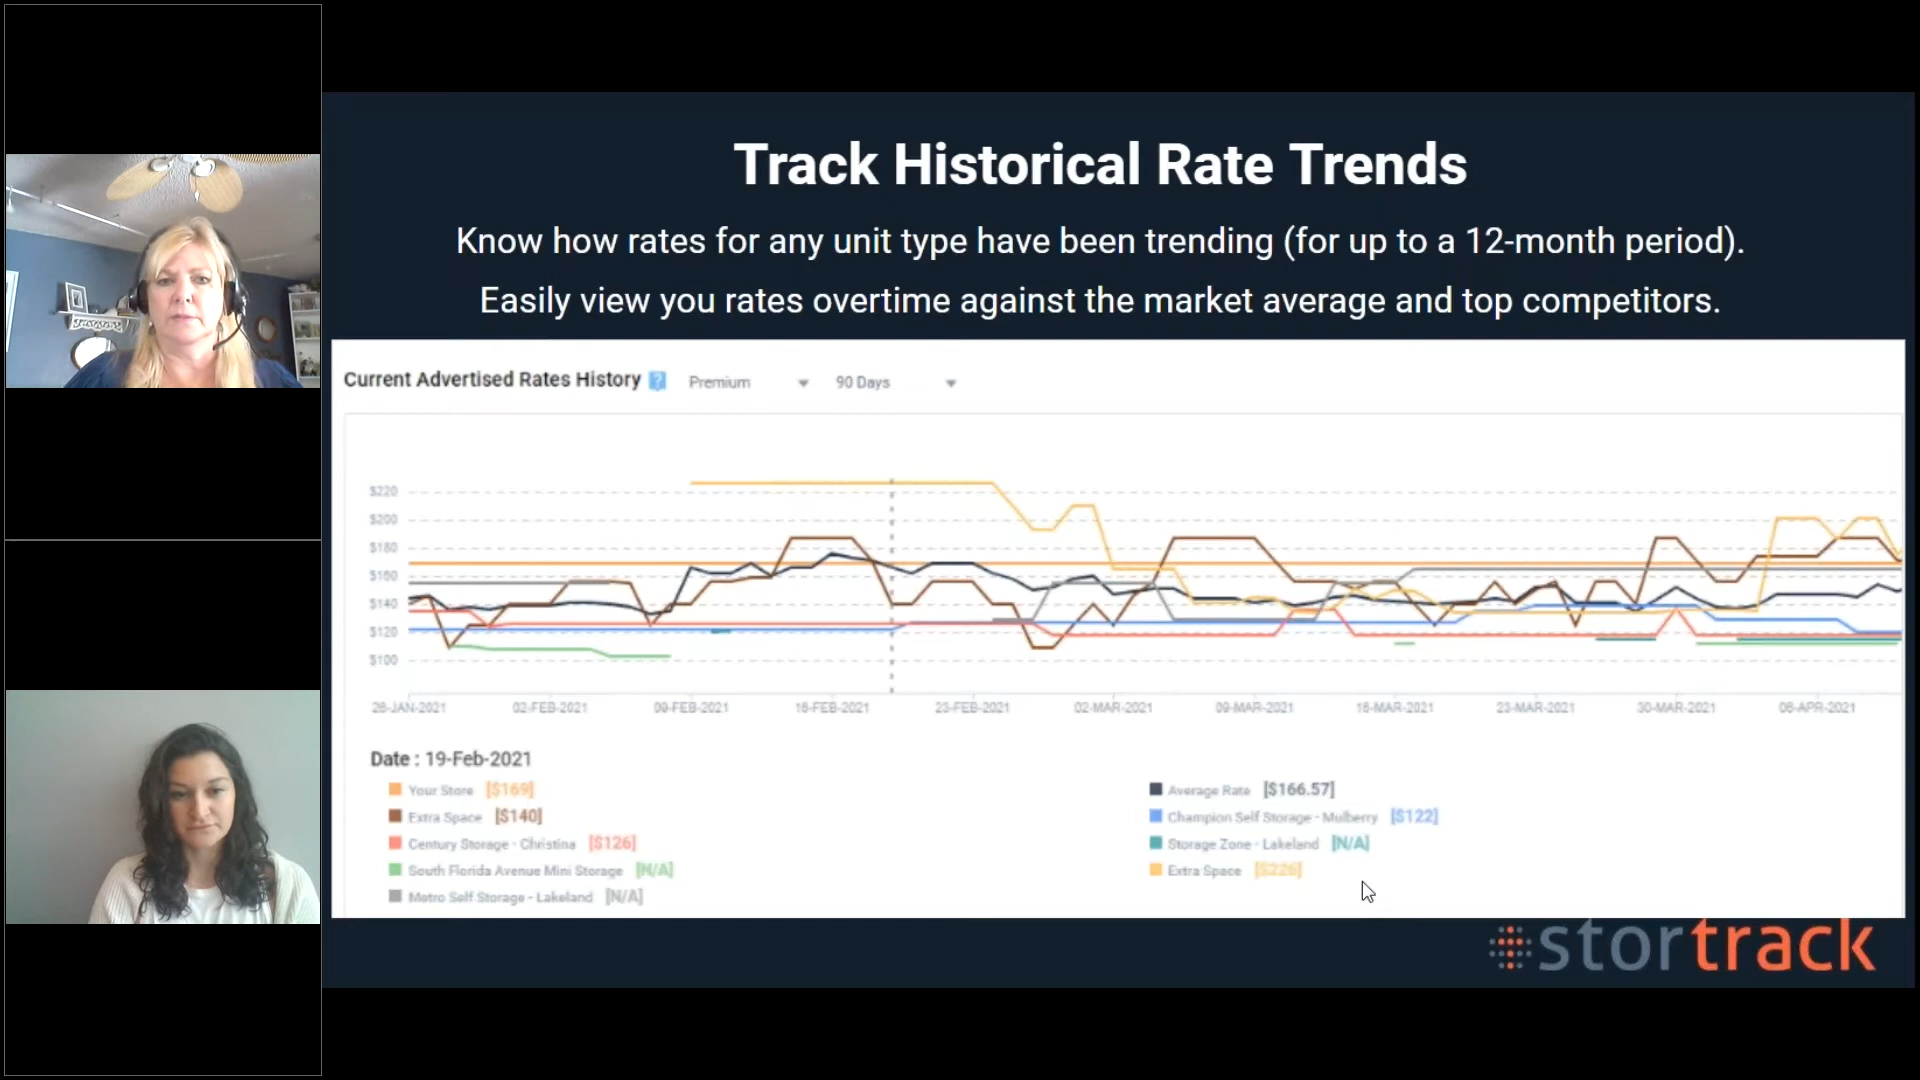 Track Historical Rate Trends
Know how rates for any unit type have been trending (for up to a 12-month period).
Easily view you rates overtime against the market average and top competitors.
Current Advertised Rates History ? Premium 90 Days
$220
$200
$180
$160
$140
$120
$100
26-JAN-2021 02-FEB-2021 09-FEB-2021 16-FEB-2021 23-FEB-2021 02-MAR-2021 09-MAR-2021 16-MAR-2021 23-MAR-2021 30-MAR-2021 06-APR-2021
Date : 19-Feb-2021
Your Store [$169] Average Rate [$166.57]
Extra Space [$140] Champion Self Storage - Mulberry [$122]
Century Storage - Christina [$126] Storage Zone - Lakeland [N/A]
South Florida Avenue Mini Storage [N/A] Extra Space [$226]
Metro Self Storage - Lakeland [N/A]
stortrack